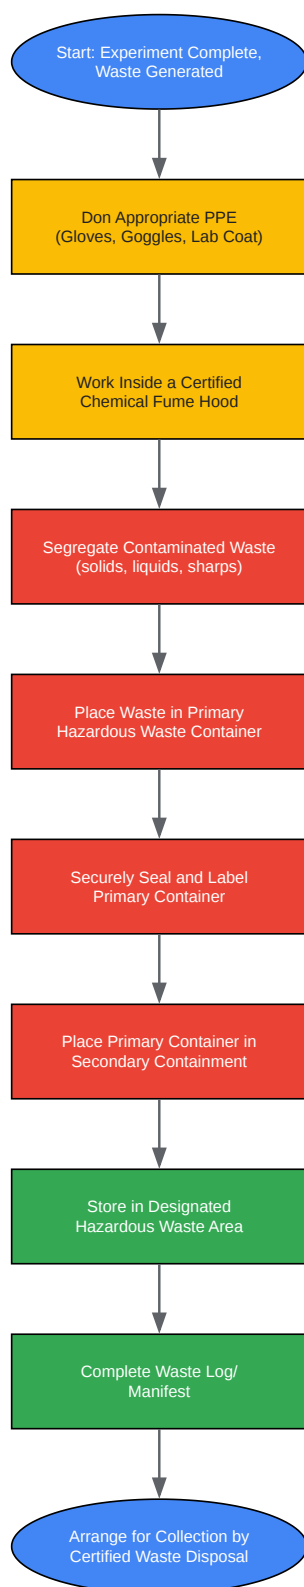 Start: Experiment Complete,
Waste Generated
Don Appropriate PPE
(Gloves, Goggles, Lab Coat)
Work Inside a Certified
Chemical Fume Hood
Segregate Contaminated Waste
(solids, liquids, sharps)
Place Waste in Primary
Hazardous Waste Container
Securely Seal and Label
Primary Container
Place Primary Container in
Secondary Containment
Store in Designated
Hazardous Waste Area
Complete Waste Log/
Manifest
Arrange for Collection by
Certified Waste Disposal